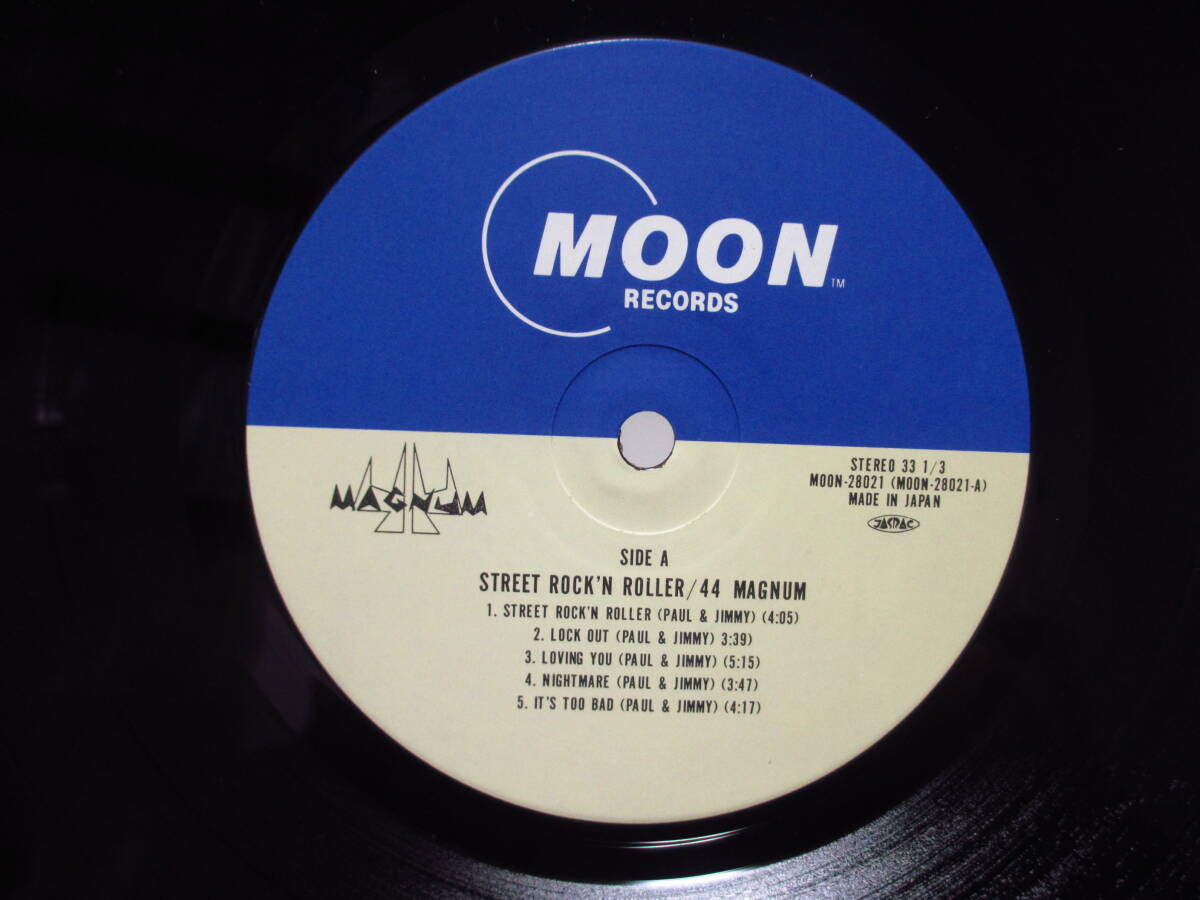 MOON TM
RECORDS
44
MAGNUM
STEREO 33 1/3
MOON-28021 (MOON-28021-A)
MADE IN JAPAN
JASRAC
SIDE A
STREET ROCK'N ROLLER/44 MAGNUM
1. STREET ROCK'N ROLLER (PAUL & JIMMY) (4:05)
2. LOCK OUT (PAUL & JIMMY) 3:39)
3. LOVING YOU (PAUL & JIMMY) (5:15)
4. NIGHTMARE (PAUL & JIMMY) (3:47)
5. IT'S TOO BAD (PAUL & JIMMY) (4:17)